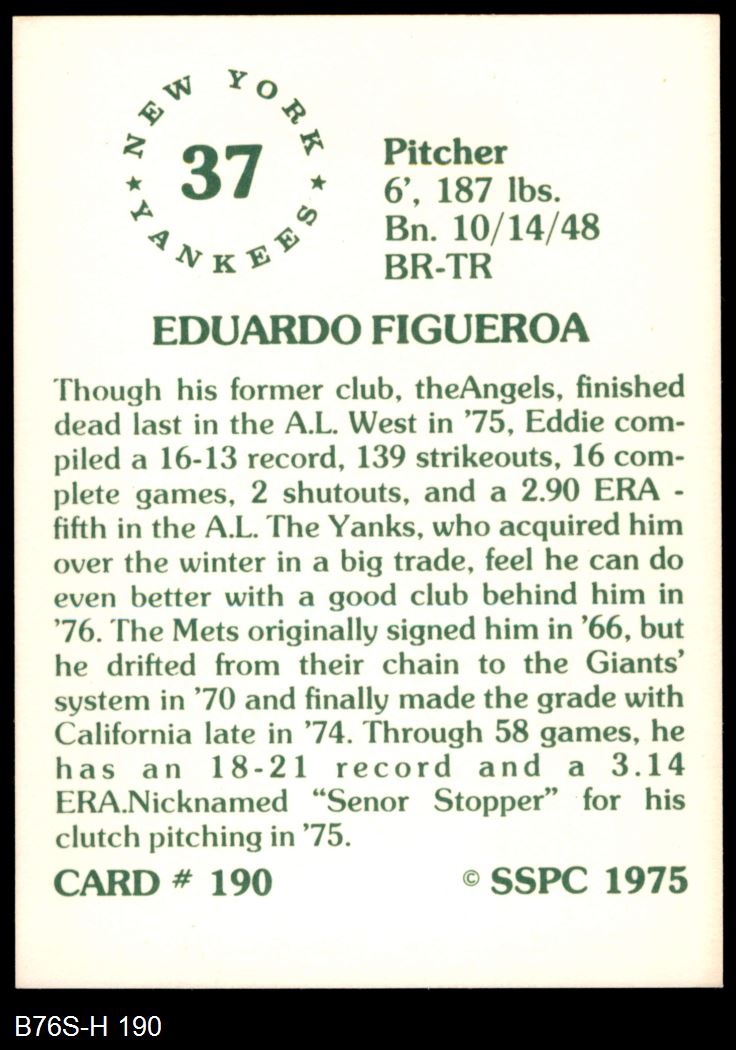 NEW YORK
★ YANKEES ★
37
Pitcher
6’, 187 lbs.
Bn. 10/14/48
BR-TR
EDUARDO FIGUEROA
Though his former club, theAngels, finished
dead last in the A.L. West in ’75, Eddie com-
piled a 16-13 record, 139 strikeouts, 16 com-
plete games, 2 shutouts, and a 2.90 ERA -
fifth in the A.L. The Yanks, who acquired him
over the winter in a big trade, feel he can do
even better with a good club behind him in
’76. The Mets originally signed him in ’66, but
he drifted from their chain to the Giants’
system in ’70 and finally made the grade with
California late in ’74. Through 58 games, he
has an 18-21 record and a 3.14
ERA.Nicknamed “Senor Stopper” for his
clutch pitching in ’75.
CARD # 190
© SSPC 1975
B76S-H 190